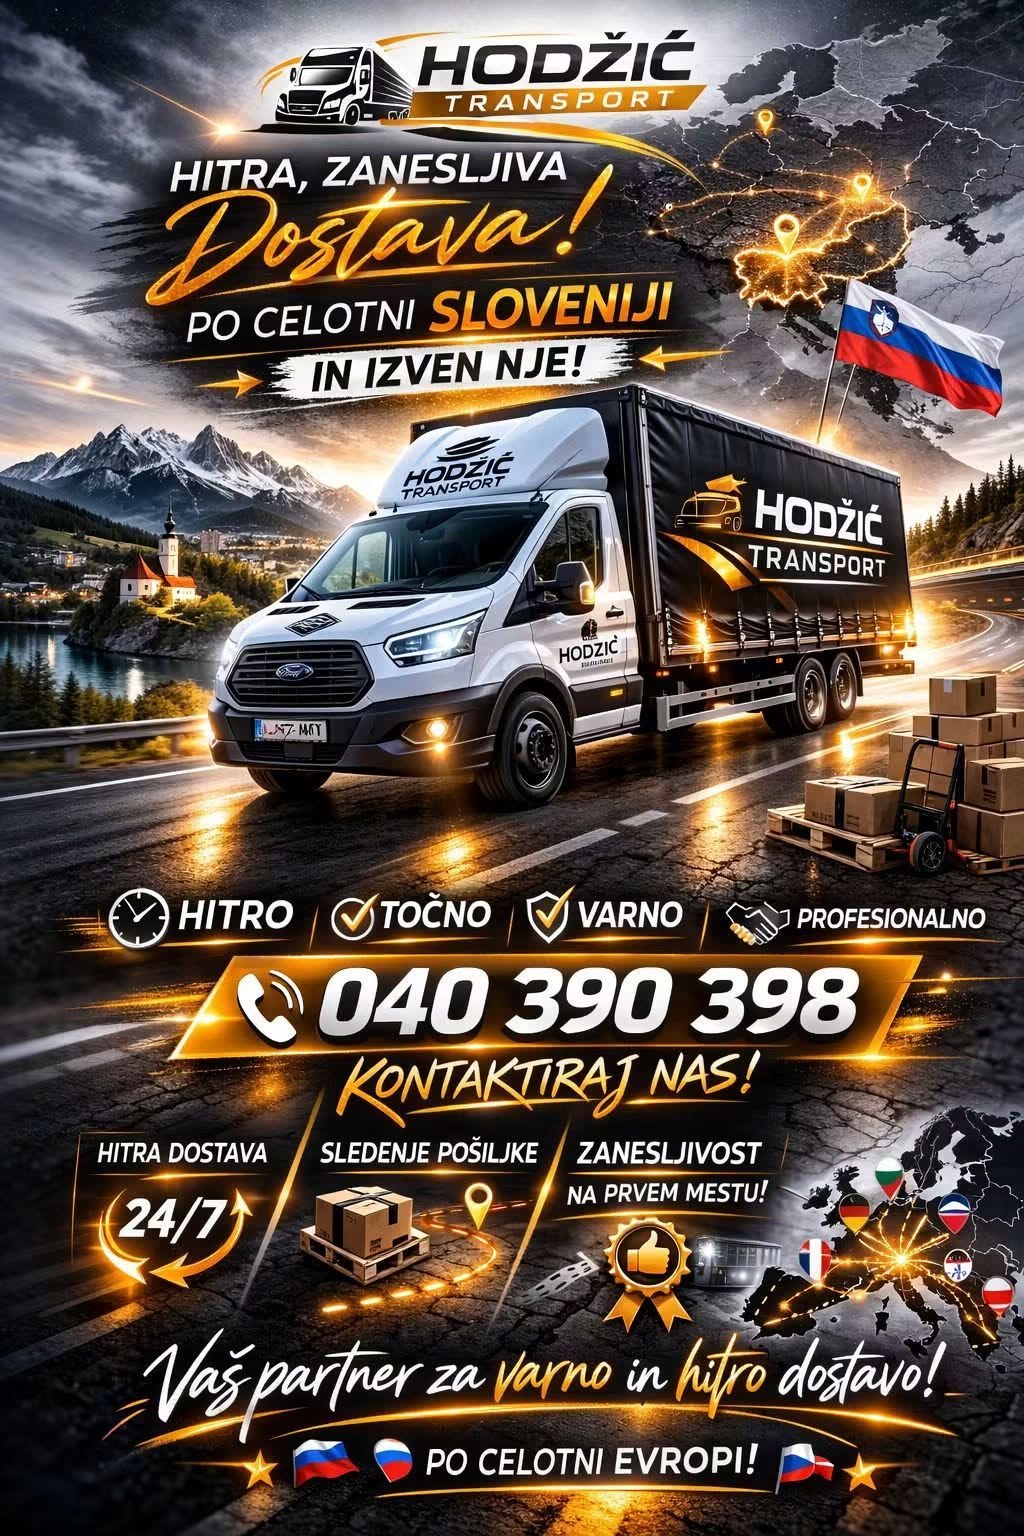 HODŽIĆ
TRANSPORT
HITRA, ZANESLJIVA
Dostava!
PO CELOTNI SLOVENIJI
IN IZVEN NJE!
HODŽIĆ
TRANSPORT
HODŽIĆ
TRANSPORT
HODŽIĆ
Ford
HITRO
TOČNO
VARNO
PROFESIONALNO
040 390 398
KONTAKTIRAJ NAS!
HITRA DOSTAVA
24/7
SLEDENJE POŠILJKE
ZANESLJIVOST
NA PRVEM MESTU!
Vaš partner za varno in hitro dostavo!
PO CELOTNI EVROPI!